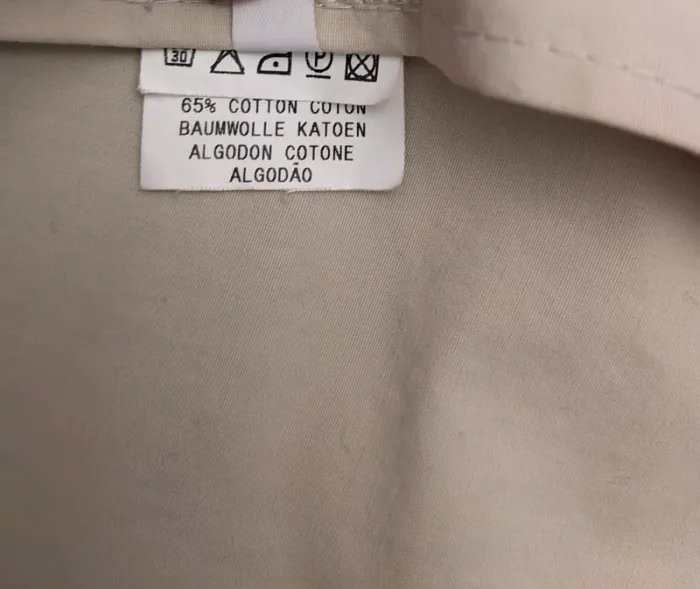 30
P
65% COTTON COTON
BAUMWOLLE KATOEN
ALGODON COTONE
ALGODÃO